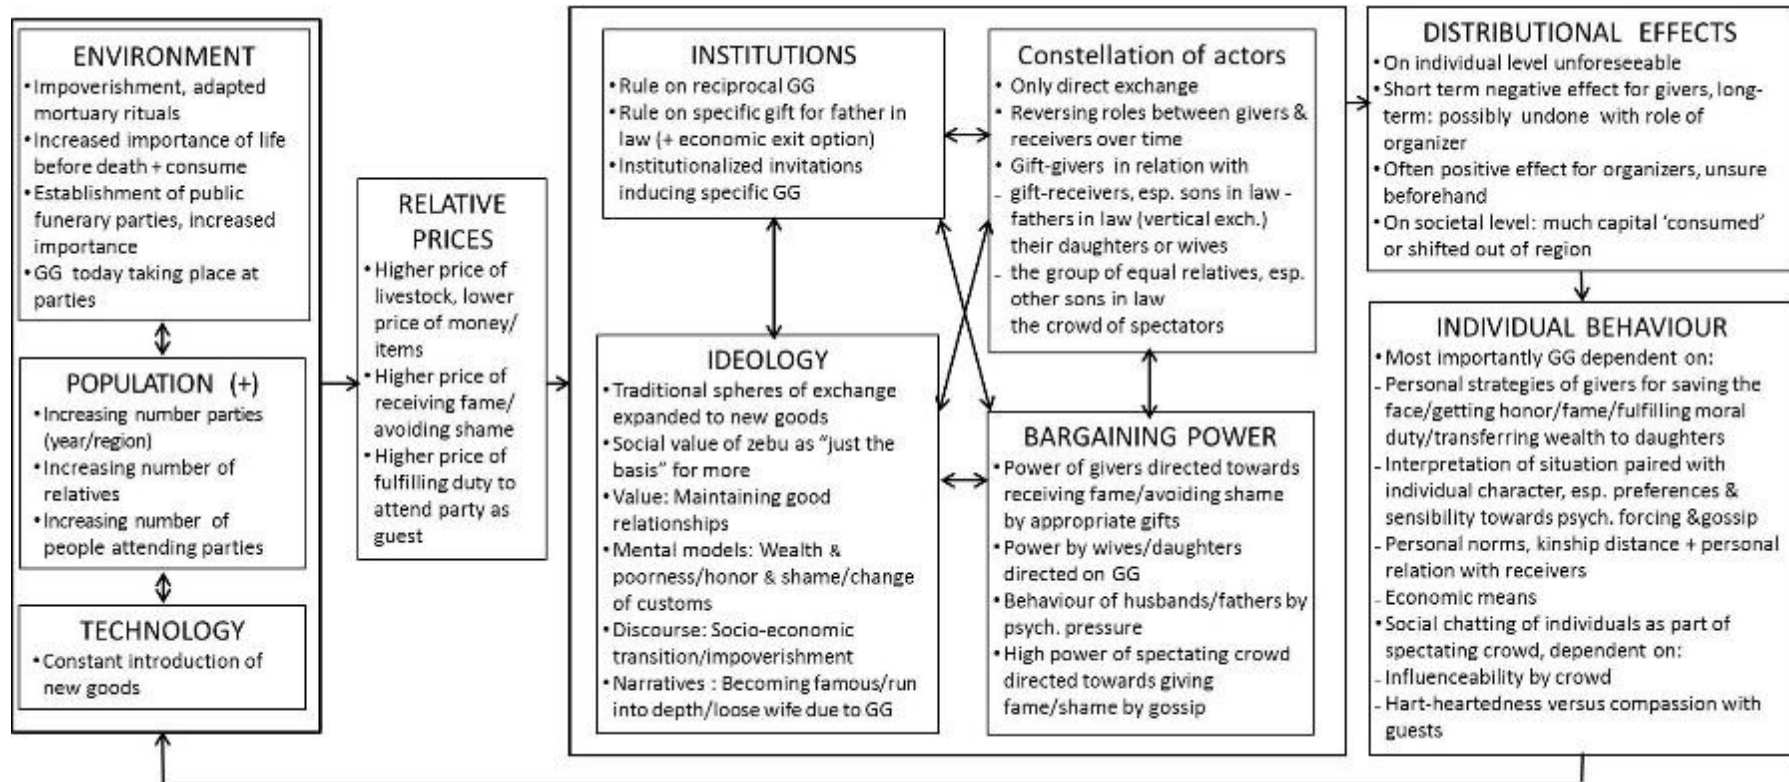 ENVIRONMENT
•Impoverishment, adapted
mortuary rituals
•Increased importance of life
before death + consume
•Establishment of public
funerary parties, increased
importance
•GG today taking place at
parties
POPULATION (+)
•Increasing number parties
(year/region)
•Increasing number of
relatives
•Increasing number of
people attending parties
TECHNOLOGY
•Constant introduction of
new goods
RELATIVE
PRICES
•Higher price of
livestock, lower
price of money/
items
•Higher price of
receiving fame/
avoiding shame
•Higher price of
fulfilling duty to
attend party as
guest
INSTITUTIONS
•Rule on reciprocal GG
•Rule on specific gift for father in
law (+ economic exit option)
•Institutionalized invitations
inducing specific GG
IDEOLOGY
•Traditional spheres of exchange
expanded to new goods
•Social value of zebu as "just the
basis" for more
•Value: Maintaining good
relationships
•Mental models: Wealth &
poorness/honor & shame/change
of customs
•Discourse: Socio-economic
transition/impoverishment
•Narratives : Becoming famous/run
into depth/loose wife due to GG
Constellation of actors
•Only direct exchange
•Reversing roles between givers &
receivers over time
•Gift-givers in relation with
- gift-receivers, esp. sons in law -
fathers in law (vertical exch.)
their daughters or wives
- the group of equal relatives, esp.
other sons in law
the crowd of spectators
BARGAINING POWER
•Power of givers directed towards
receiving fame/avoiding shame
by appropriate gifts
•Power by wives/daughters
directed on GG
•Behaviour of husbands/fathers by
psych. pressure
•High power of spectating crowd
directed towards giving
fame/shame by gossip
DISTRIBUTIONAL EFFECTS
•On individual level unforeseeable
•Short term negative effect for givers, long-
term: possibly undone with role of
organizer
•Often positive effect for organizers, unsure
beforehand
•On societal level: much capital 'consumed'
or shifted out of region
INDIVIDUAL BEHAVIOUR
•Most importantly GG dependent on:
- Personal strategies of givers for saving the
face/getting honor/fame/fulfilling moral
duty/transferring wealth to daughters
- Interpretation of situation paired with
individual character, esp. preferences &
sensibility towards psych. forcing &gossip
- Personal norms, kinship distance + personal
relation with receivers
- Economic means
•Social chatting of individuals as part of
spectating crowd, dependent on:
- Influenceability by crowd
- Hart-heartedness versus compassion with
guests